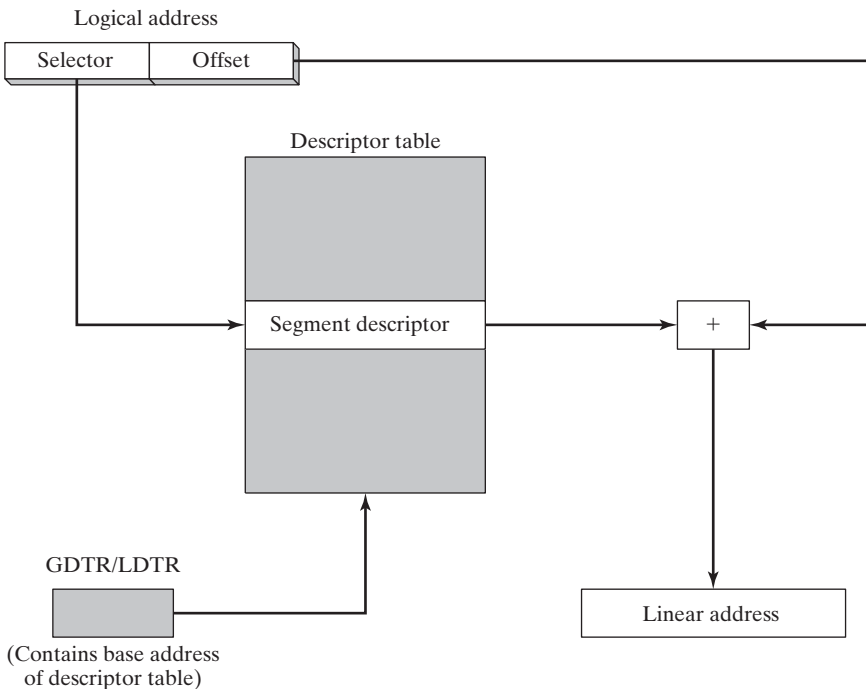 Logical address
Selector
Offset
Descriptor table
Segment descriptor
+
GDTR/LDTR
Linear address
(Contains base address
of descriptor table)